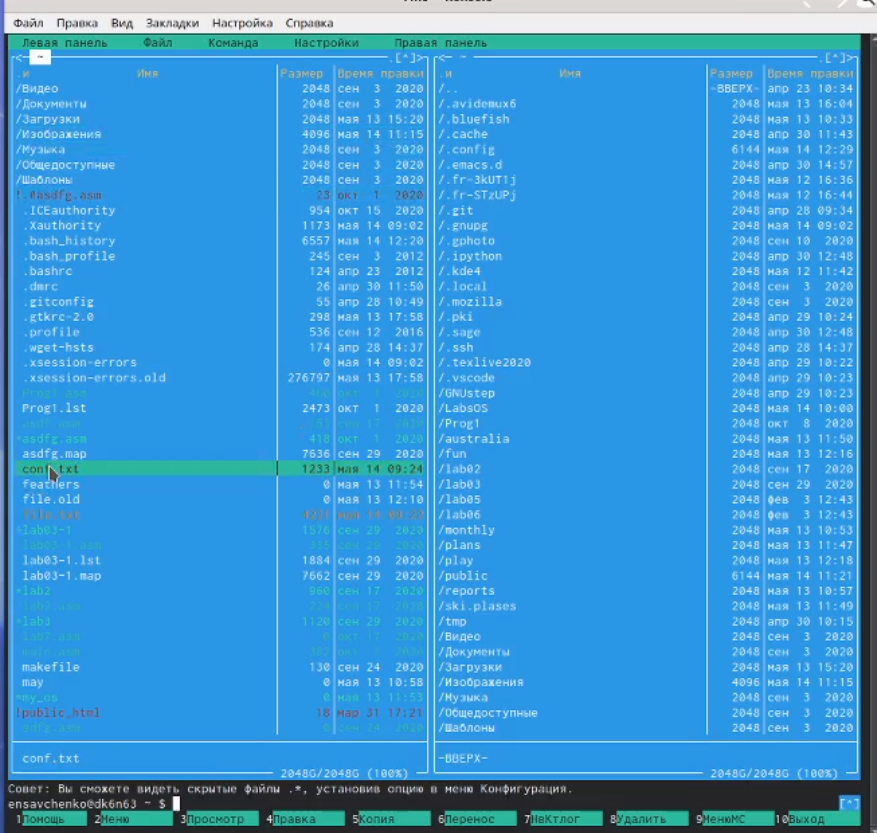 Файл Правка Вид Закладки Настройка Справка
Левая панель Файл Команда Настройки Правая панель
<─ ~ .[^]>
.и Имя Размер Время правки
/Видео 2048 сен 3 2020
/Документы 2048 сен 3 2020
/Загрузки 2048 мая 13 15:20
/Изображения 4096 мая 14 11:15
/Музыка 2048 сен 3 2020
/Общедоступные 2048 сен 3 2020
/Шаблоны 2048 сен 3 2020
!.#asdfg.asm 23 окт 1 2020
.ICEauthority 954 окт 15 2020
.Xauthority 1173 мая 14 09:02
.bash_history 6557 мая 14 12:20
.bash_profile 245 сен 3 2012
.bashrc 124 апр 23 2012
.dmrc 26 апр 30 11:50
.gitconfig 55 апр 28 10:49
.gtkrc-2.0 298 мая 13 17:58
.profile 536 сен 12 2016
.wget-hsts 174 апр 28 14:37
.xsession-errors 0 мая 14 09:02
.xsession-errors.old 276797 мая 13 17:58
Prog1.asm окт 1 2020
Prog1.lst 2473 окт 1 2020
сен 17 2020
*asdfg.asm 418 окт 1 2020
asdfg.map 7636 сен 29 2020
conf.txt 1233 мая 14 09:24
feathers 0 мая 13 11:54
file.old 0 мая 13 12:10
file.txt мая 14 09:22
*lab03-1 1576 сен 29 2020
lab03-1.asm сен 29 2020
lab03-1.lst 1884 сен 29 2020
lab03-1.map 7662 сен 29 2020
*lab2 960 сен 17 2020
lab2.asm сен 17 2020
*lab3 1120 сен 29 2020
окт 17 2020
2020
makefile 130 сен 24 2020
may 0 мая 13 10:58
*my_os 0 мая 13 11:53
!public_html 18 мар 31 17:21
сен 24 2020
conf.txt
2048G/2048G (100%)
<─ ~ .[^]>
.и Имя Размер Время правки
/.. -ВВЕРХ- апр 23 10:34
/.avidemux6 2048 мая 13 16:04
/.bluefish 2048 мая 13 10:33
/.cache 2048 апр 30 11:43
/.config 6144 мая 14 12:29
/.emacs.d 2048 апр 30 14:57
/.fr-3kUT1j 2048 мая 12 16:36
/.fr-STzUPj 2048 мая 12 16:44
/.git 2048 апр 28 09:34
/.gnupg 2048 мая 14 09:02
/.gphoto 2048 сен 10 2020
/.ipython 2048 апр 30 12:48
/.kde4 2048 мая 12 11:42
/.local 2048 сен 3 2020
/.mozilla 2048 сен 3 2020
/.pki 2048 апр 29 10:24
/.sage 2048 апр 30 12:48
/.ssh 2048 апр 28 14:37
/.texlive2020 2048 апр 29 10:22
/.vscode 2048 апр 29 10:23
/GNUstep 2048 апр 29 10:23
/LabsOS 2048 мая 14 10:00
/Prog1 2048 окт 8 2020
/australia 2048 мая 13 11:50
/fun 2048 мая 13 12:16
/lab02 2048 сен 17 2020
/lab03 2048 сен 29 2020
/lab05 2048 фев 3 12:43
/lab06 2048 фев 3 12:43
/monthly 2048 мая 13 10:53
/plans 2048 мая 13 11:47
/play 2048 мая 13 12:18
/public 6144 мая 14 11:21
/reports 2048 мая 13 10:57
/ski.plases 2048 мая 13 11:49
/tmp 2048 апр 30 10:15
/Видео 2048 сен 3 2020
/Документы 2048 сен 3 2020
/Загрузки 2048 мая 13 15:20
/Изображения 4096 мая 14 11:15
/Музыка 2048 сен 3 2020
/Общедоступные 2048 сен 3 2020
/Шаблоны 2048 сен 3 2020
-ВВЕРХ-
2048G/2048G (100%)
Совет: Вы сможете видеть скрытые файлы .*, установив опцию в меню Конфигурация.
ensavchenko@dk6n63 ~ $ [^]
1Помощь 2Меню 3Просмотр 4Правка 5Копия 6Перенос 7НвКтлог 8Удалить 9МенюMC 10Выход